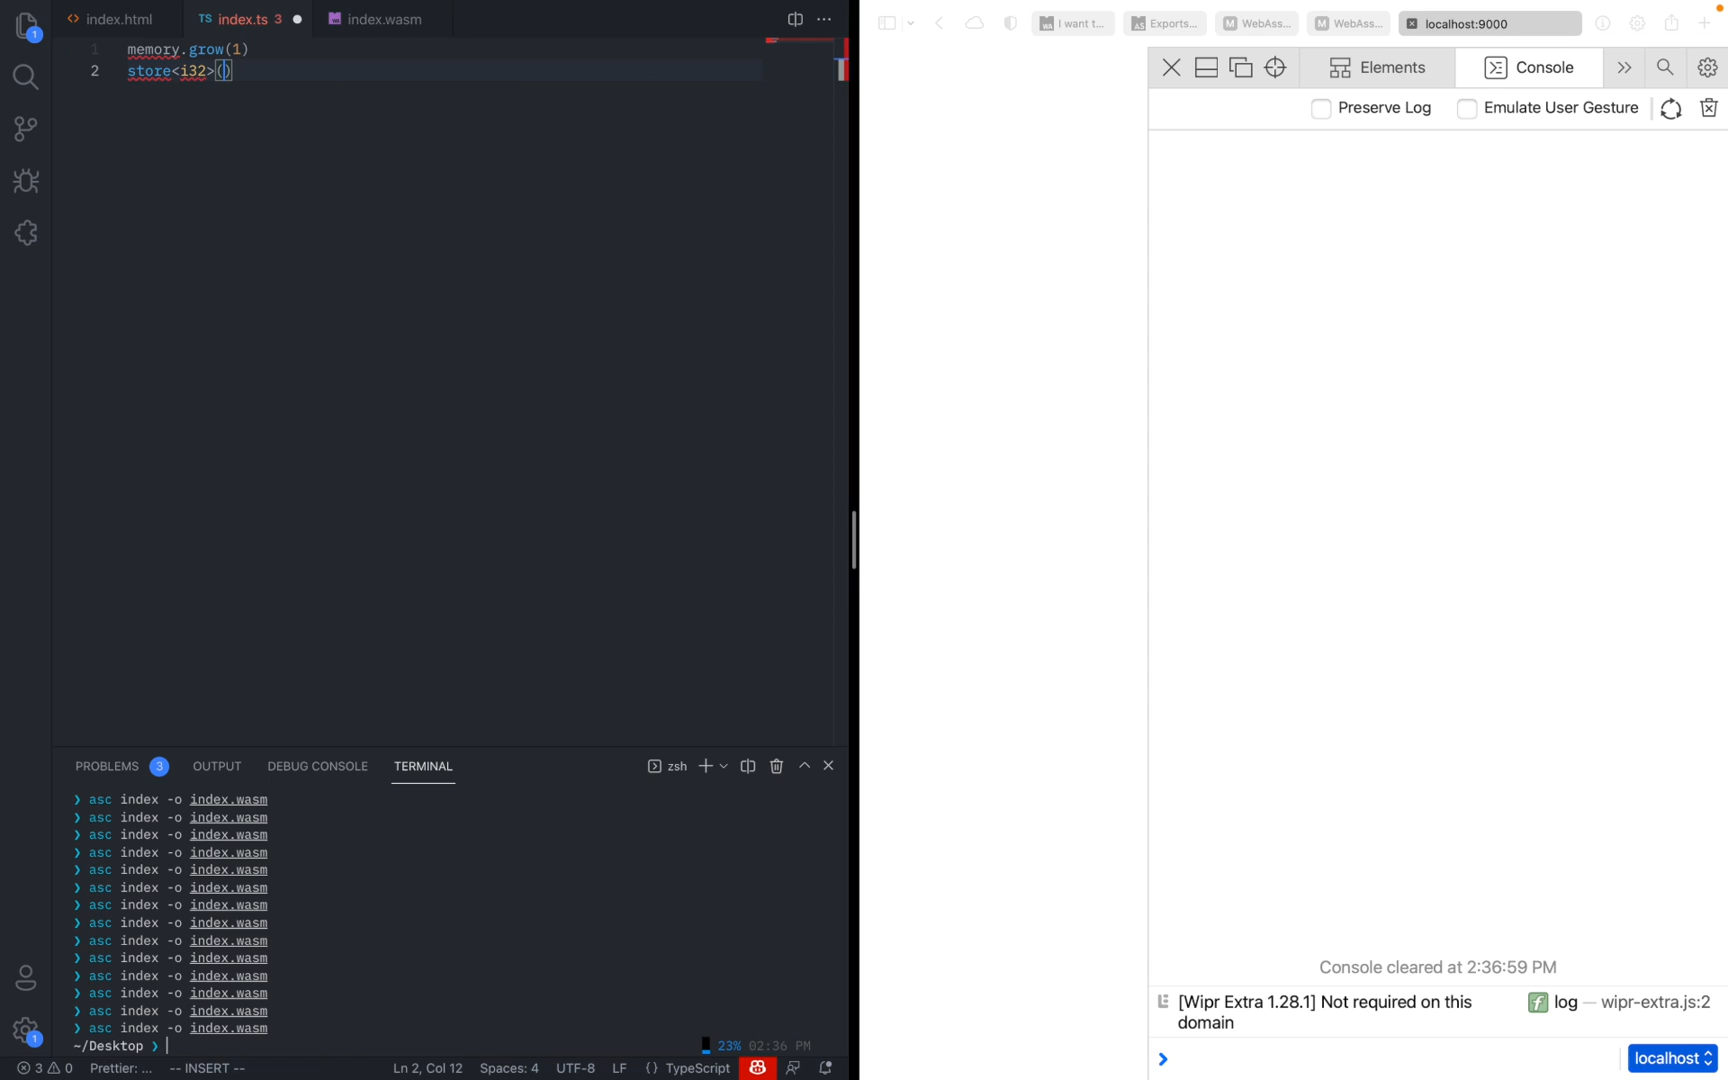 index.html
TS index.ts 3
index.wasm
1 memory.grow(1)
2 store<i32>()
PROBLEMS 3
OUTPUT
DEBUG CONSOLE
TERMINAL
zsh
❯ asc index -o index.wasm
❯ asc index -o index.wasm
❯ asc index -o index.wasm
❯ asc index -o index.wasm
❯ asc index -o index.wasm
❯ asc index -o index.wasm
❯ asc index -o index.wasm
❯ asc index -o index.wasm
❯ asc index -o index.wasm
❯ asc index -o index.wasm
❯ asc index -o index.wasm
❯ asc index -o index.wasm
❯ asc index -o index.wasm
❯ asc index -o index.wasm
~/Desktop ❯
23% 02:36 PM
1
1
3 0 Prettier: ... -- INSERT -- Ln 2, Col 12 Spaces: 4 UTF-8 LF {} TypeScript
WA I want t...
AS Exports...
M WebAss...
M WebAss...
localhost:9000
Elements
Console
Preserve Log
Emulate User Gesture
Console cleared at 2:36:59 PM
[Wipr Extra 1.28.1] Not required on this
domain
f log — wipr-extra.js:2
localhost